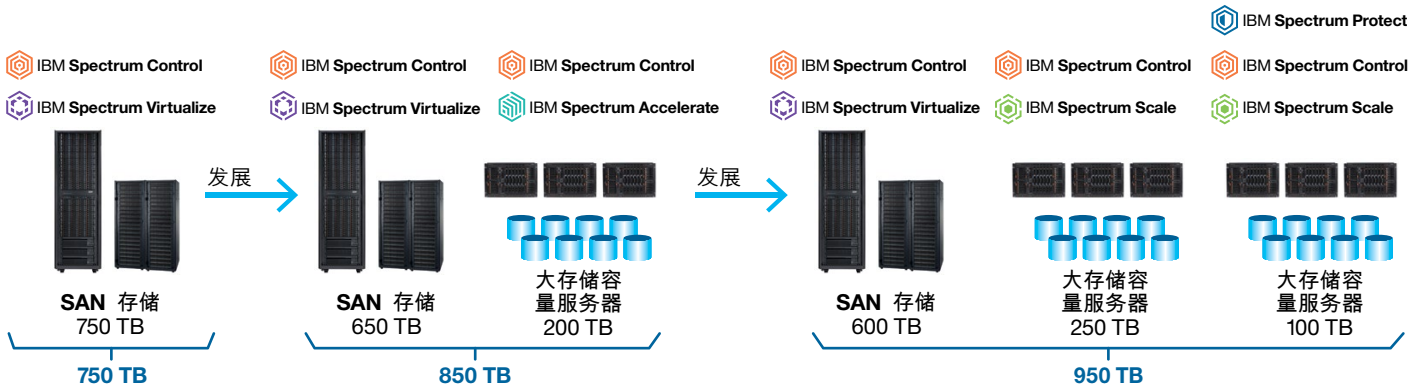 IBM Spectrum Protect
IBM Spectrum Control
IBM Spectrum Control
IBM Spectrum Control
IBM Spectrum Control
IBM Spectrum Control
IBM Spectrum Control
IBM Spectrum Virtualize
IBM Spectrum Virtualize
IBM Spectrum Accelerate
IBM Spectrum Virtualize
IBM Spectrum Scale
IBM Spectrum Scale
发展
发展
SAN 存储
750 TB
SAN 存储
650 TB
大存储容
量服务器
200 TB
SAN 存储
600 TB
大存储容
量服务器
250 TB
大存储容
量服务器
100 TB
750 TB
850 TB
950 TB